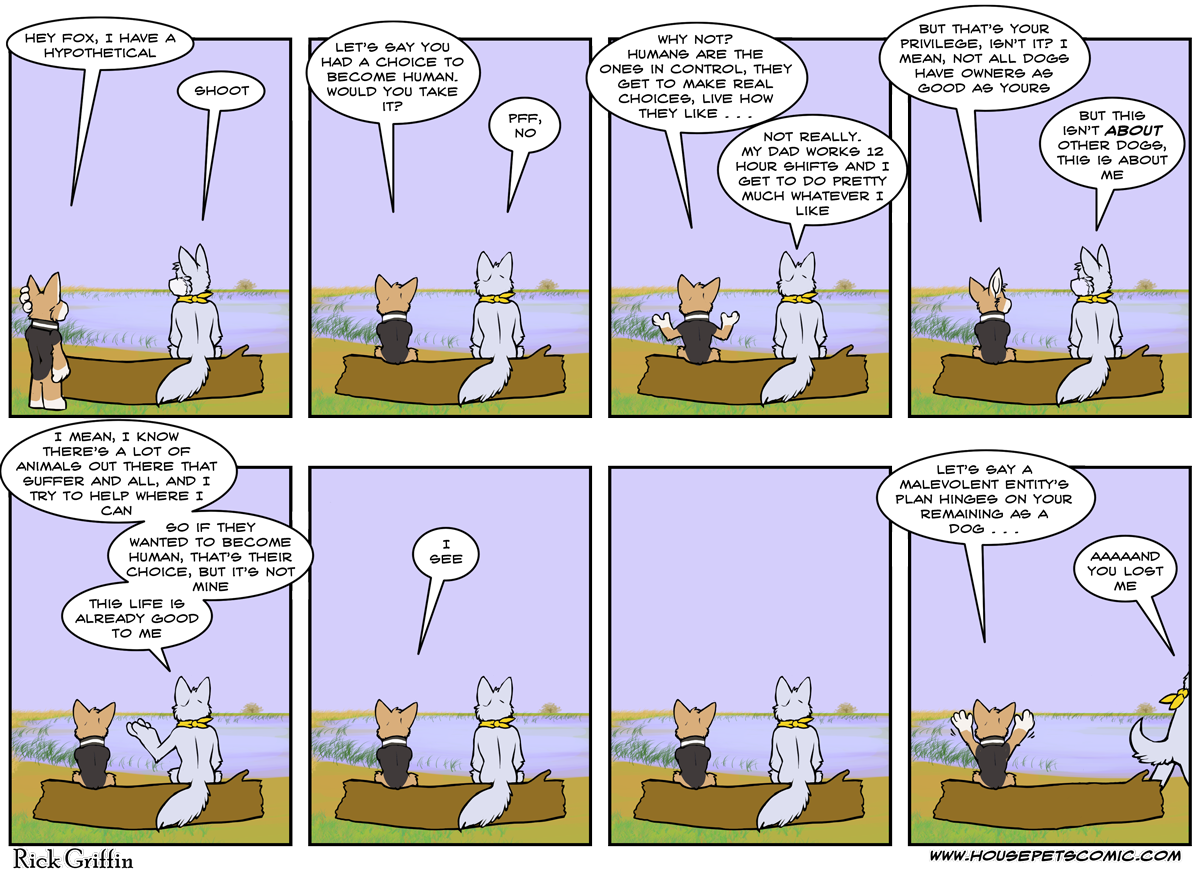 HEY FOX, I HAVE A
HYPOTHETICAL
SHOOT
LET'S SAY YOU
HAD A CHOICE TO
BECOME HUMAN.
WOULD YOU TAKE
IT?
PFF,
NO
WHY NOT?
HUMANS ARE THE
ONES IN CONTROL, THEY
GET TO MAKE REAL
CHOICES, LIVE HOW
THEY LIKE . . .
NOT REALLY.
MY DAD WORKS 12
HOUR SHIFTS AND I
GET TO DO PRETTY
MUCH WHATEVER I
LIKE
BUT THAT'S YOUR
PRIVILEGE, ISN'T IT? I
MEAN, NOT ALL DOGS
HAVE OWNERS AS
GOOD AS YOURS
BUT THIS
ISN'T ABOUT
OTHER DOGS,
THIS IS ABOUT
ME
I MEAN, I KNOW
THERE'S A LOT OF
ANIMALS OUT THERE THAT
SUFFER AND ALL, AND I
TRY TO HELP WHERE I
CAN
SO IF THEY
WANTED TO BECOME
HUMAN, THAT'S THEIR
CHOICE, BUT IT'S NOT
MINE
THIS LIFE IS
ALREADY GOOD
TO ME
I
SEE
LET'S SAY A
MALEVOLENT ENTITY'S
PLAN HINGES ON YOUR
REMAINING AS A
DOG . . .
AAAAAND
YOU LOST
ME
Rick Griffin
WWW.HOUSEPETSCOMIC.COM